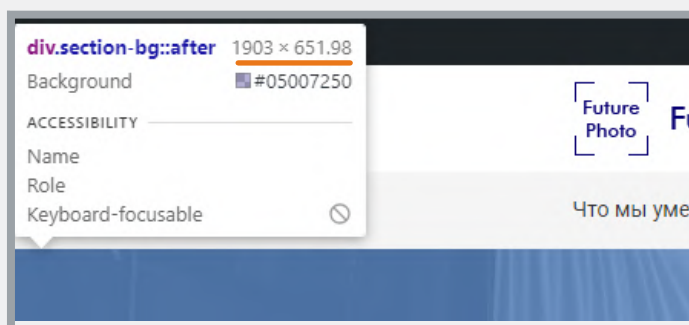 div.section-bg::after 1903 × 651.98
Background #05007250
ACCESSIBILITY
Name
Role
Keyboard-focusable
Future
Photo
Fu
Что мы уме